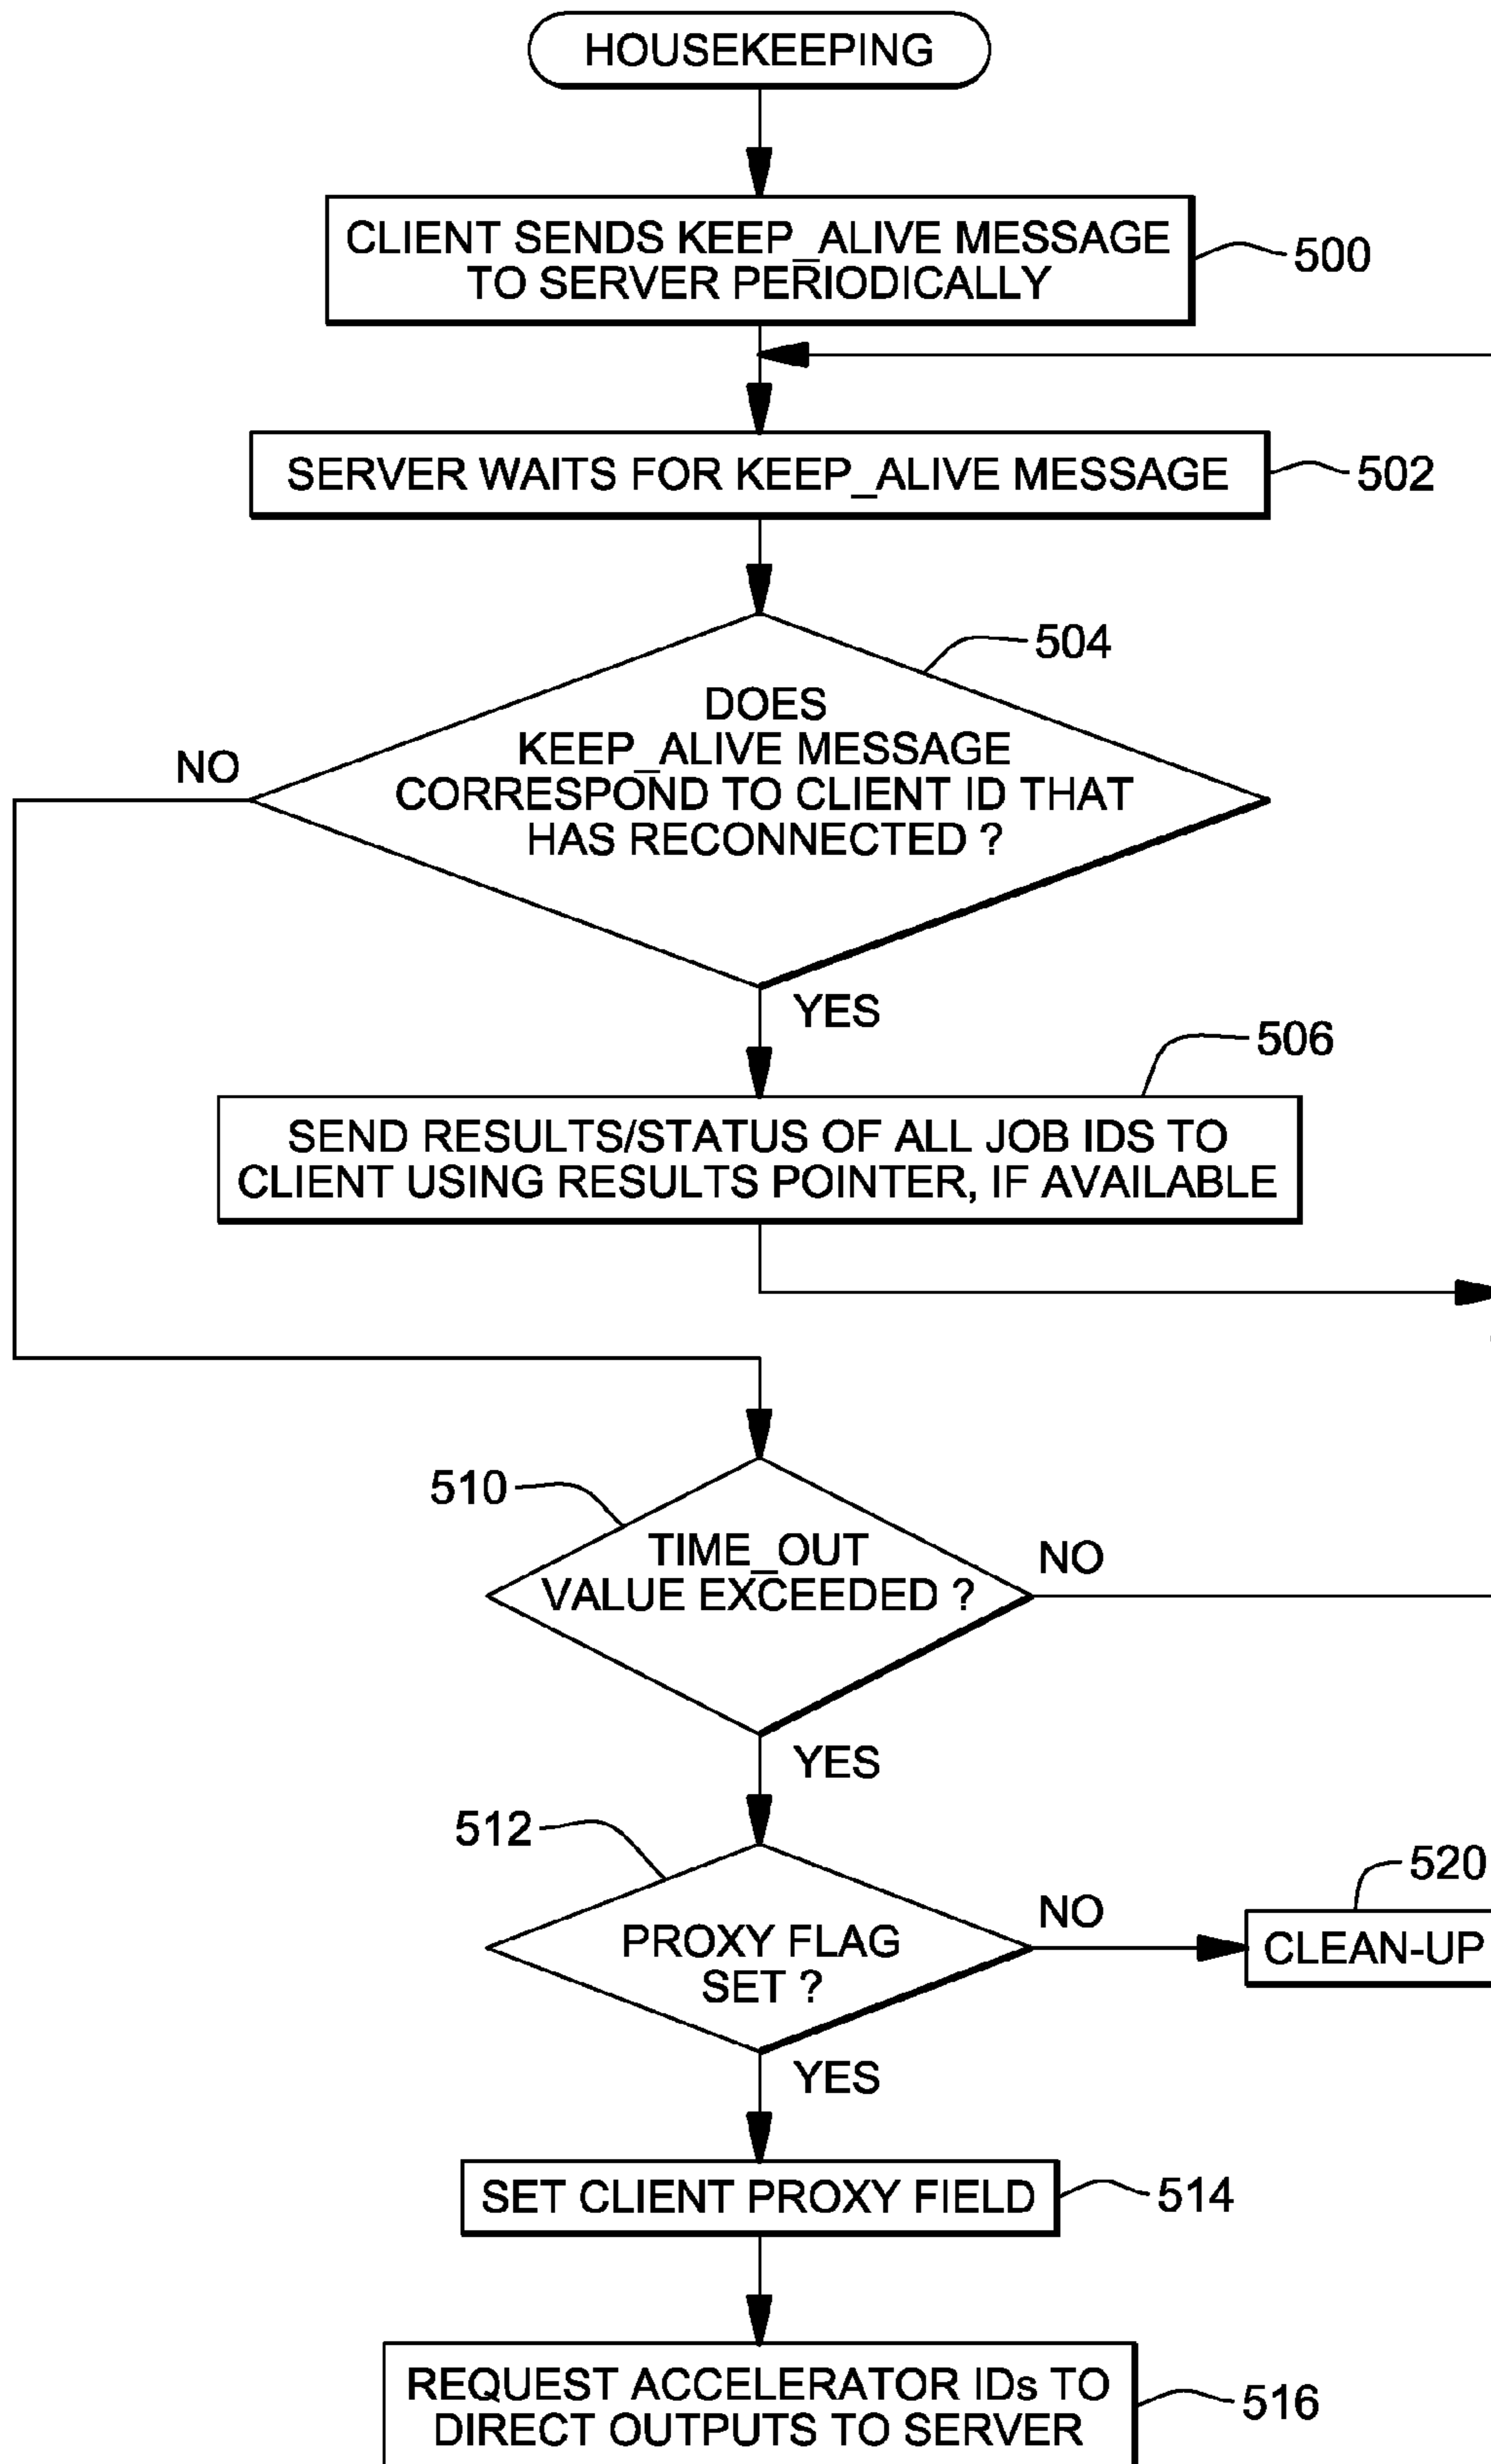 HOUSEKEEPING
CLIENT SENDS KEEP_ALIVE MESSAGE
TO SERVER PERIODICALLY
500
SERVER WAITS FOR KEEP_ALIVE MESSAGE
502
504
DOES
KEEP_ALIVE MESSAGE
CORRESPOND TO CLIENT ID THAT
HAS RECONNECTED ?
NO
YES
506
SEND RESULTS/STATUS OF ALL JOB IDS TO
CLIENT USING RESULTS POINTER, IF AVAILABLE
510
TIME_OUT
VALUE EXCEEDED ?
NO
YES
512
PROXY FLAG
SET ?
NO
520
CLEAN-UP
YES
SET CLIENT PROXY FIELD
514
REQUEST ACCELERATOR IDs TO
DIRECT OUTPUTS TO SERVER
516